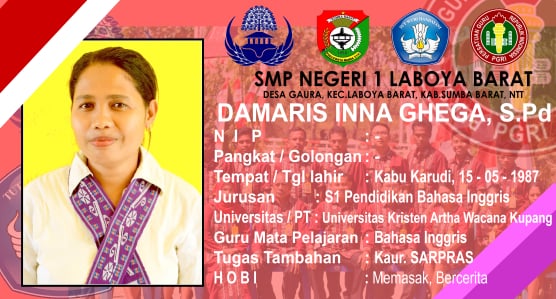 SMP NEGERI 1 LABOYA BARAT
DESA GAURA, KEC.LABOYA BARAT, KAB.SUMBA BARAT, NTT
DAMARIS INNA GHEGA, S.Pd
N I P :
Pangkat / Golongan : -
Tempat / Tgl lahir : Kabu Karudi, 15 - 05 - 1987
Jurusan : S1 Pendidikan Bahasa Inggris
Universitas / PT : Universitas Kristen Artha Wacana Kupang
Guru Mata Pelajaran : Bahasa Inggris
Tugas Tambahan : Kaur. SARPRAS
H O B I : Memasak, Bercerita